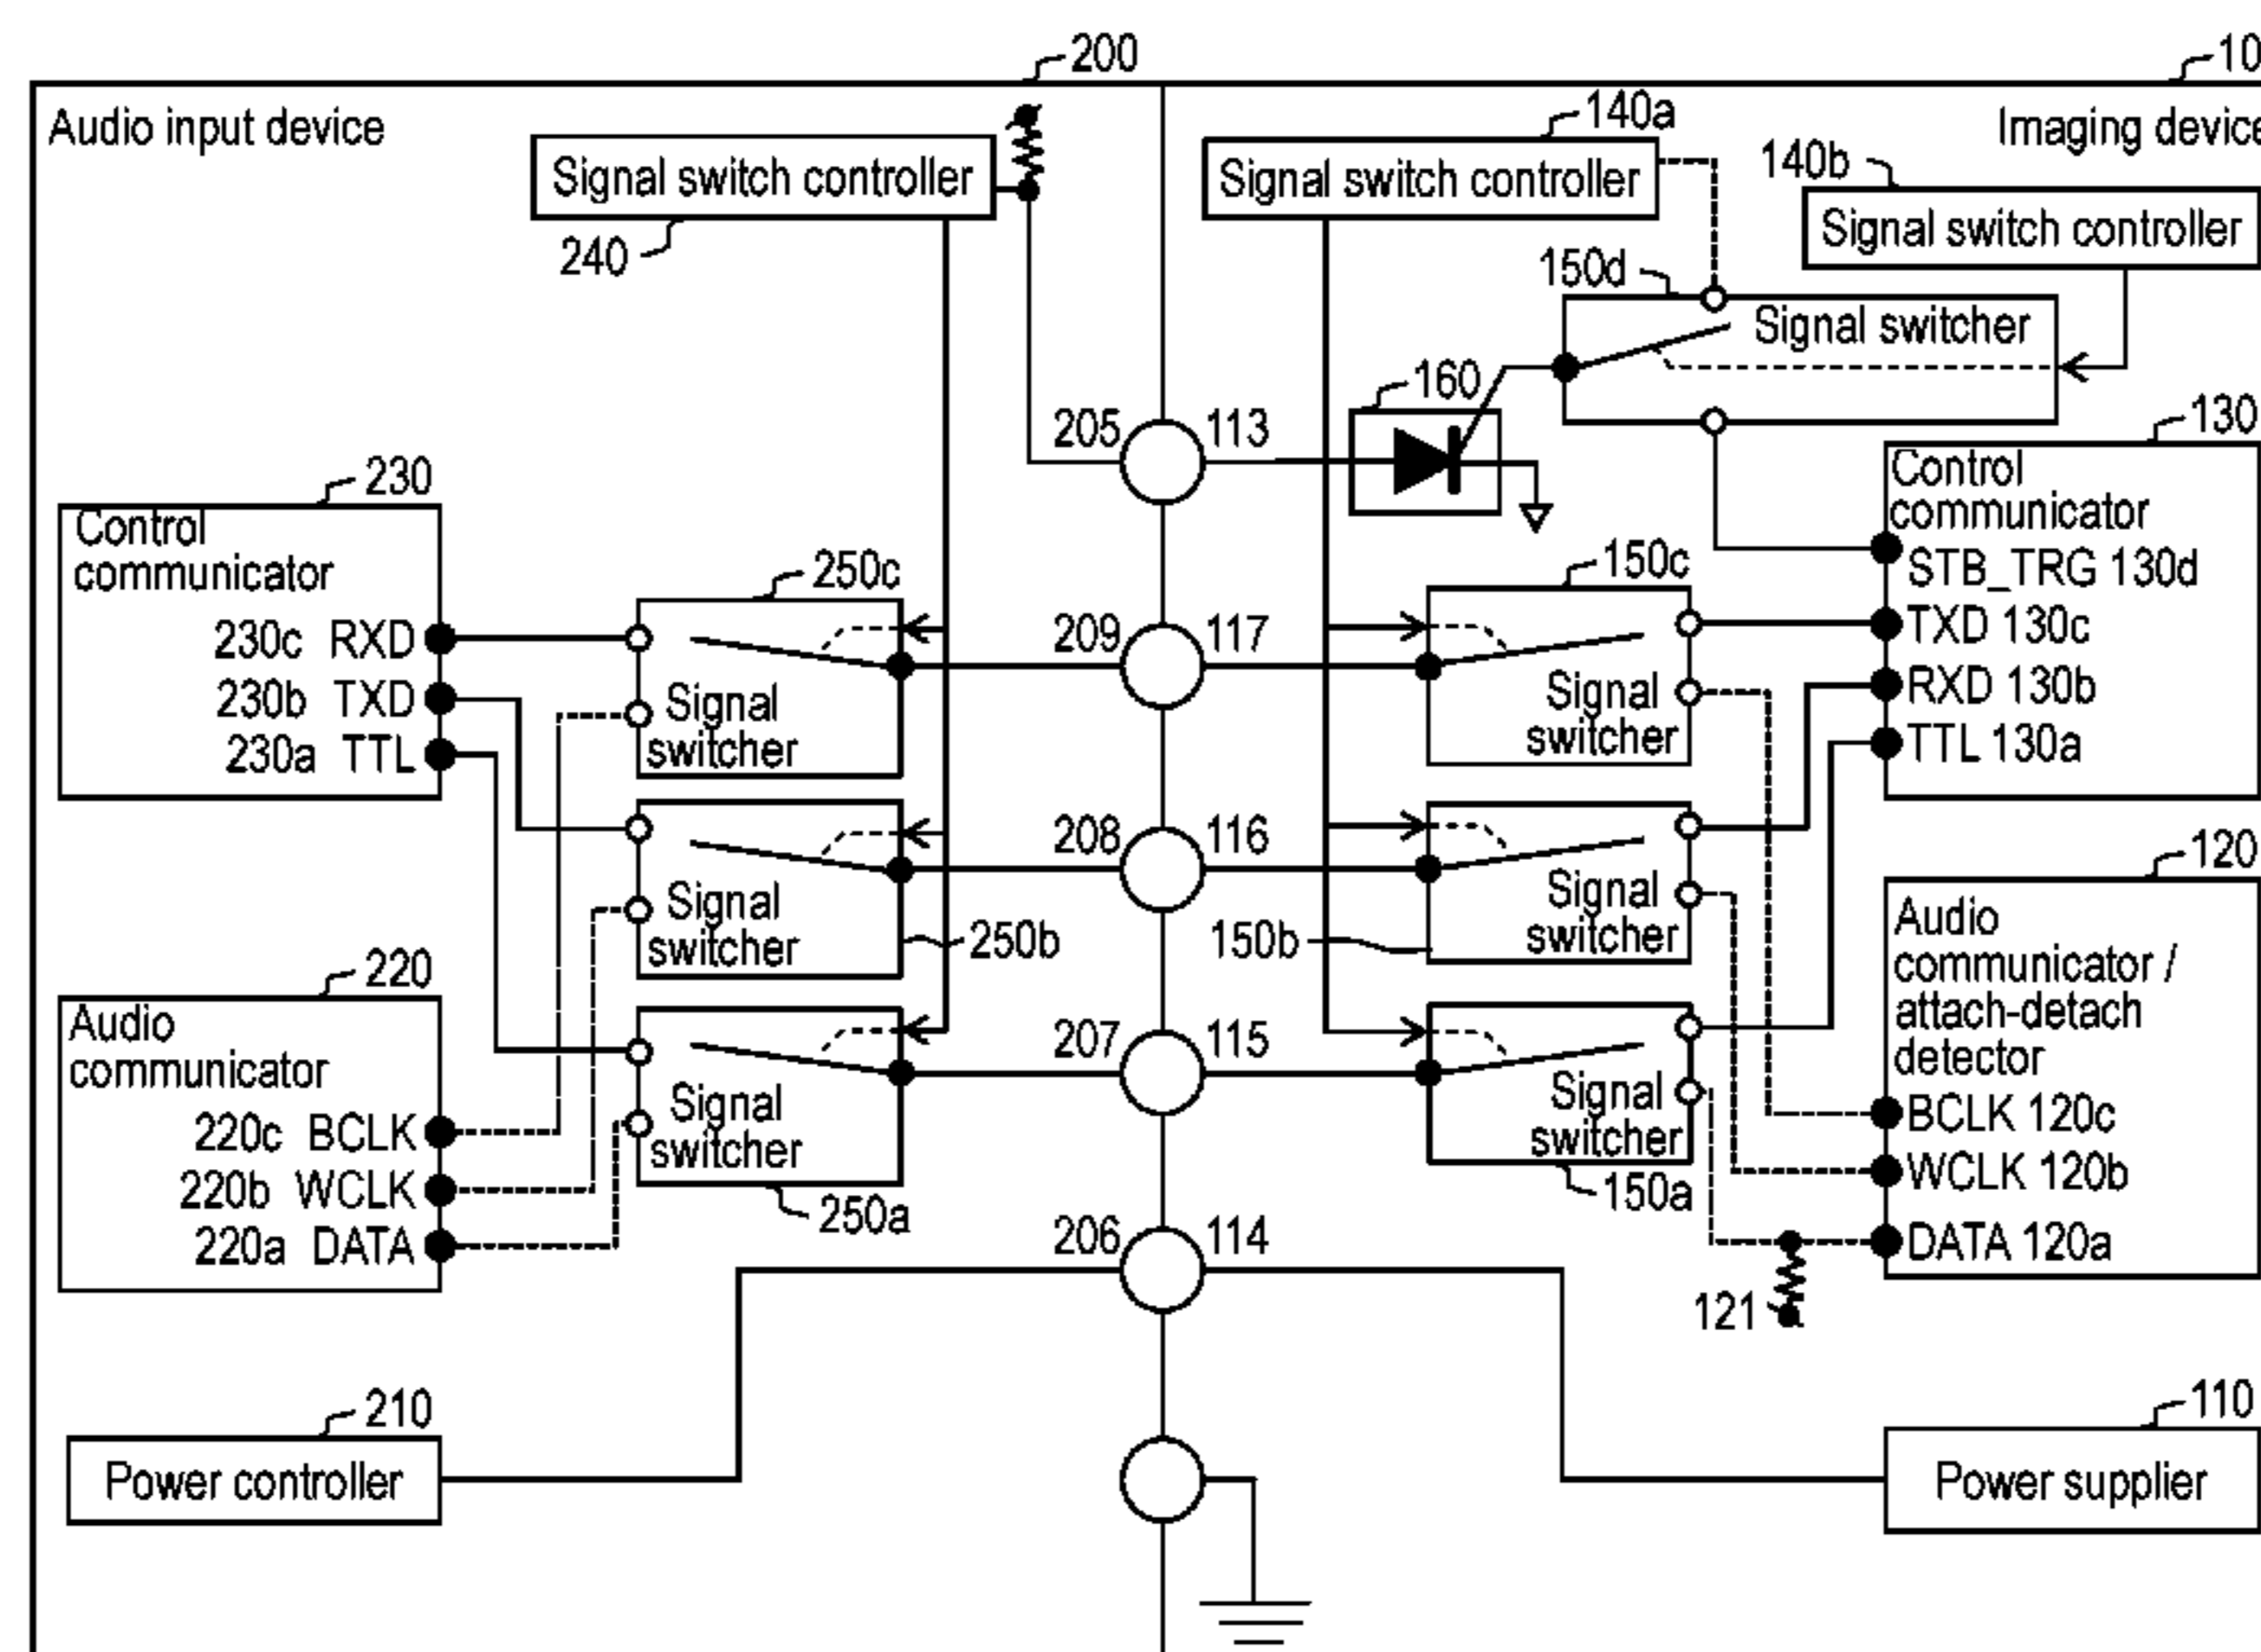 200
10
Audio input device
Imaging device
Signal switch controller
240
140a
Signal switch controller
140b
Signal switch controller
150d
Signal switcher
160
205
113
130
Control
communicator
STB_TRG 130d
TXD 130c
RXD 130b
TTL 130a
230
Control
communicator
230c RXD
230b TXD
230a TTL
250c
Signal
switcher
209
117
150c
Signal
switcher
208
116
Signal
switcher
250b
150b
Signal
switcher
120
Audio
communicator /
attach-detach
detector
BCLK 120c
WCLK 120b
DATA 120a
220
Audio
communicator
220c BCLK
220b WCLK
220a DATA
207
115
Signal
switcher
250a
Signal
switcher
150a
206
114
121
210
Power controller
110
Power supplier